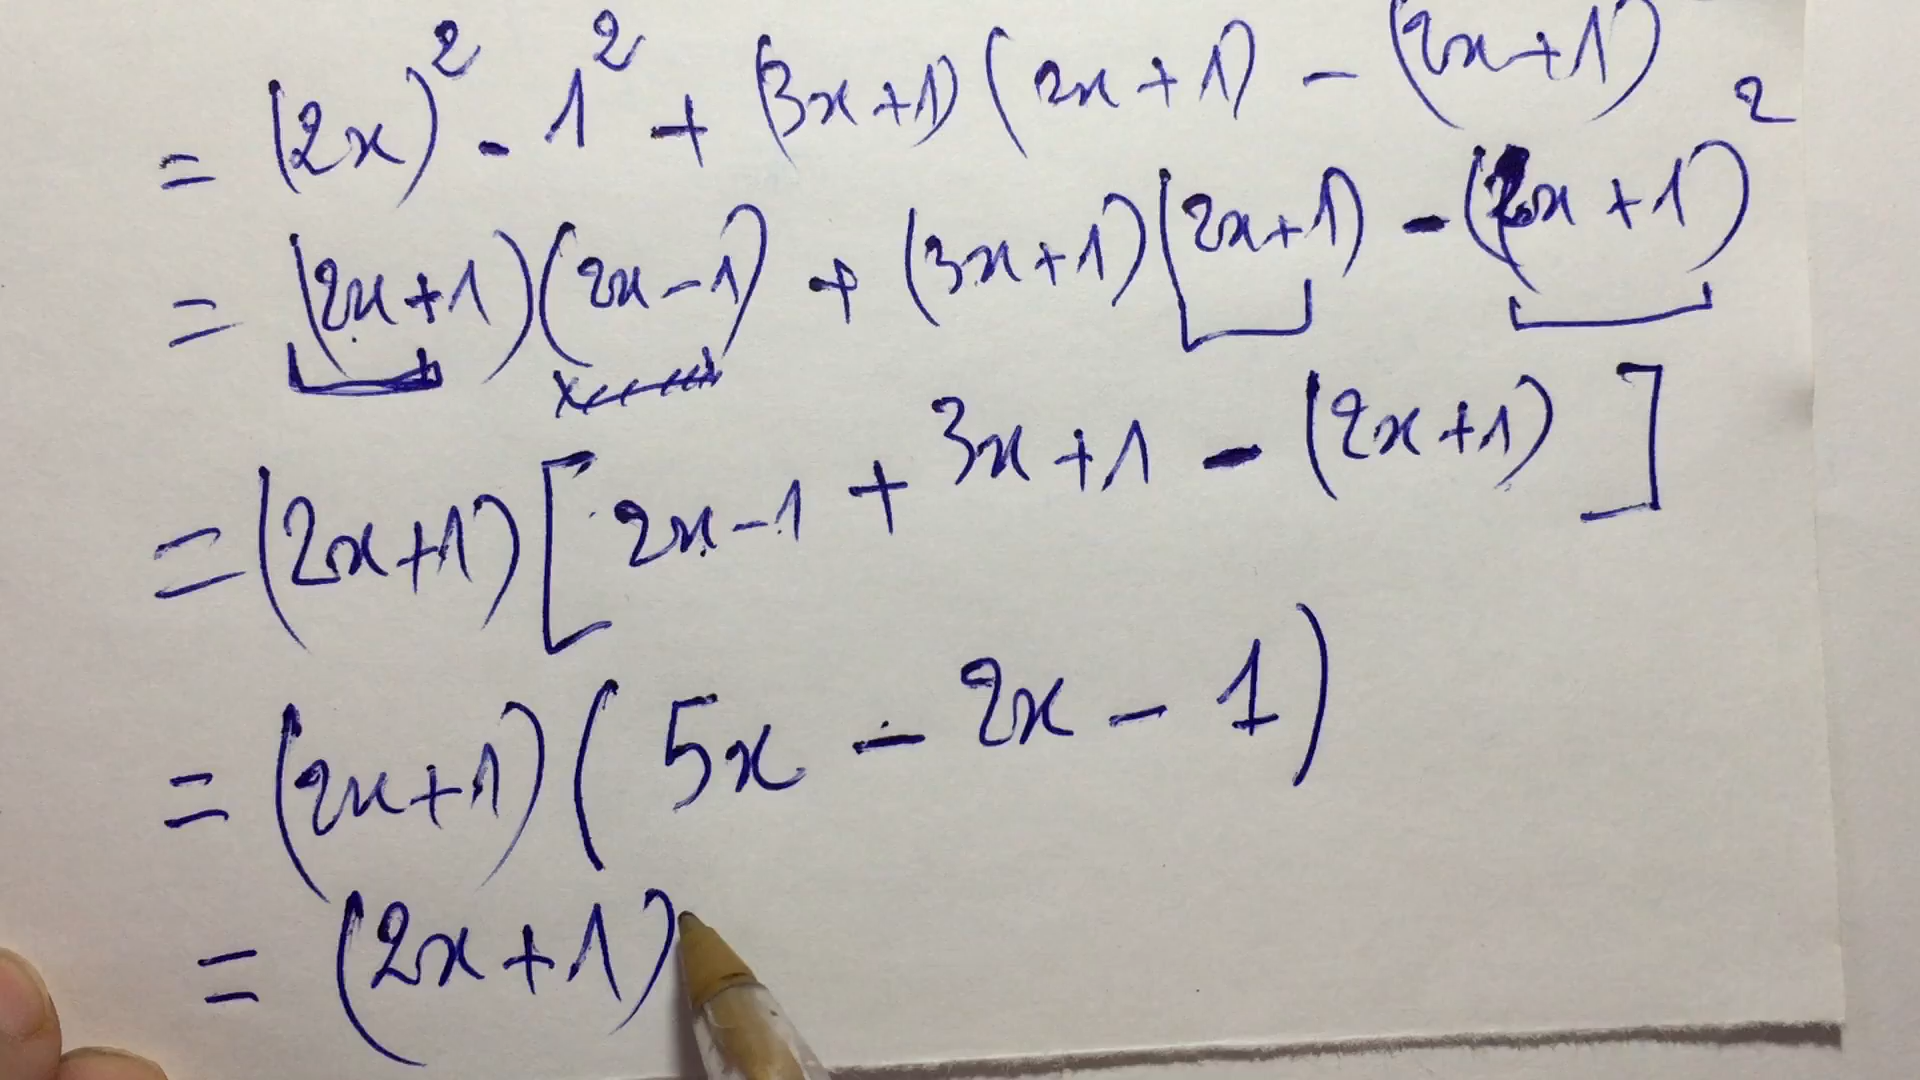 = (2x)² - 1² + (3x+1)(2x+1) - (2x+1)
= (2x+1)(2x-1) + (3x+1)(2x+1) - (2x+1)²
= (2x+1)[2x-1 + 3x+1 - (2x+1)]
= (2x+1)(5x - 2x - 1)
= (2x+1)